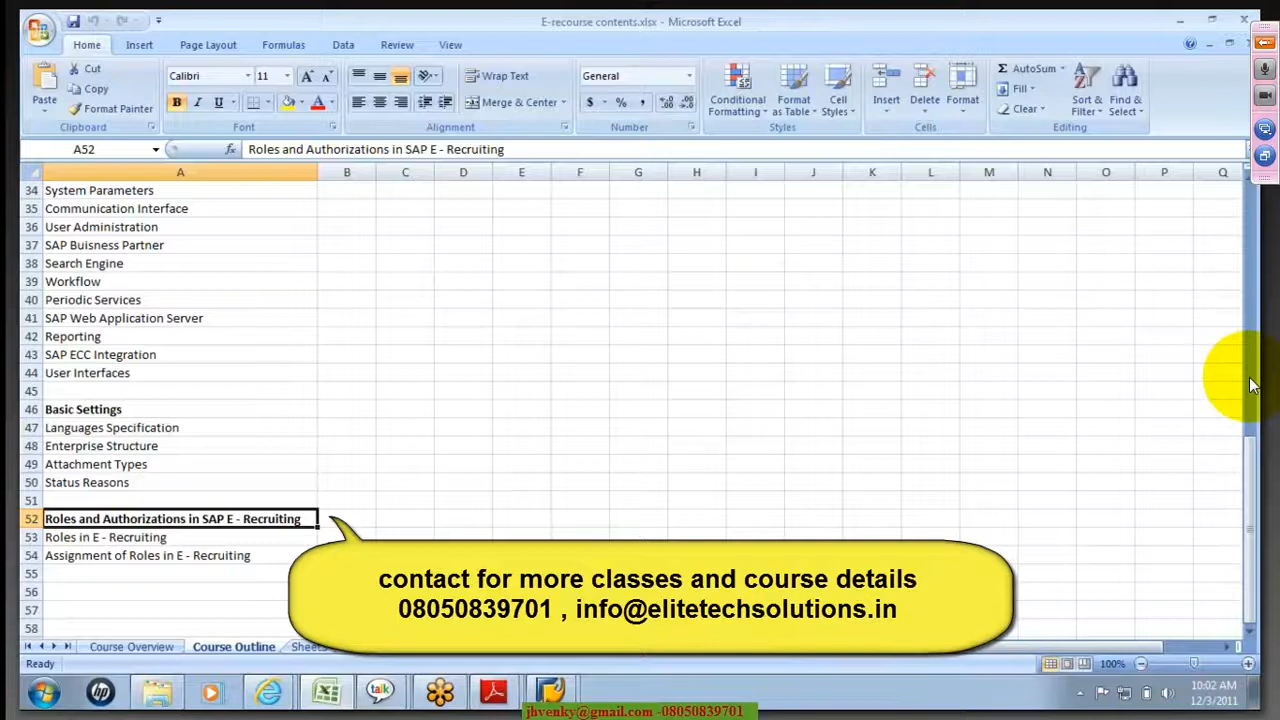 E-recourse contents.xlsx - Microsoft Excel
Home Insert Page Layout Formulas Data Review View
Paste
Cut
Copy
Format Painter
Clipboard
Calibri 11
B I U
Font
Wrap Text
Merge & Center
Alignment
General
$ % ,
Number
Conditional Formatting
Format as Table
Cell Styles
Styles
Insert Delete Format
Cells
Σ AutoSum
Fill
Clear
Sort & Filter
Find & Select
Editing
A52 fx Roles and Authorizations in SAP E - Recruiting
A B C D E F G H I J K L M N O P Q
34 System Parameters
35 Communication Interface
36 User Administration
37 SAP Buisness Partner
38 Search Engine
39 Workflow
40 Periodic Services
41 SAP Web Application Server
42 Reporting
43 SAP ECC Integration
44 User Interfaces
45
46 Basic Settings
47 Languages Specification
48 Enterprise Structure
49 Attachment Types
50 Status Reasons
51
52 Roles and Authorizations in SAP E - Recruiting
53 Roles in E - Recruiting
54 Assignment of Roles in E - Recruiting
55
56
57
58
contact for more classes and course details
08050839701 , info@elitetechsolutions.in
Course Overview Course Outline
Ready 100%
hp talk
10:02 AM
12/3/2011
jhvenky@gmail.com -08050839701